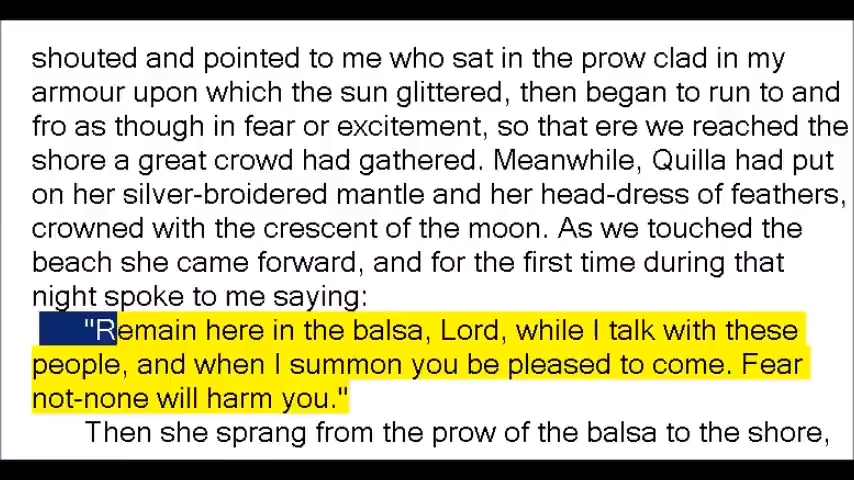 shouted and pointed to me who sat in the prow clad in my
armour upon which the sun glittered, then began to run to and
fro as though in fear or excitement, so that ere we reached the
shore a great crowd had gathered. Meanwhile, Quilla had put
on her silver-broidered mantle and her head-dress of feathers,
crowned with the crescent of the moon. As we touched the
beach she came forward, and for the first time during that
night spoke to me saying:
"Remain here in the balsa, Lord, while I talk with these
people, and when I summon you be pleased to come. Fear
not-none will harm you."
Then she sprang from the prow of the balsa to the shore,